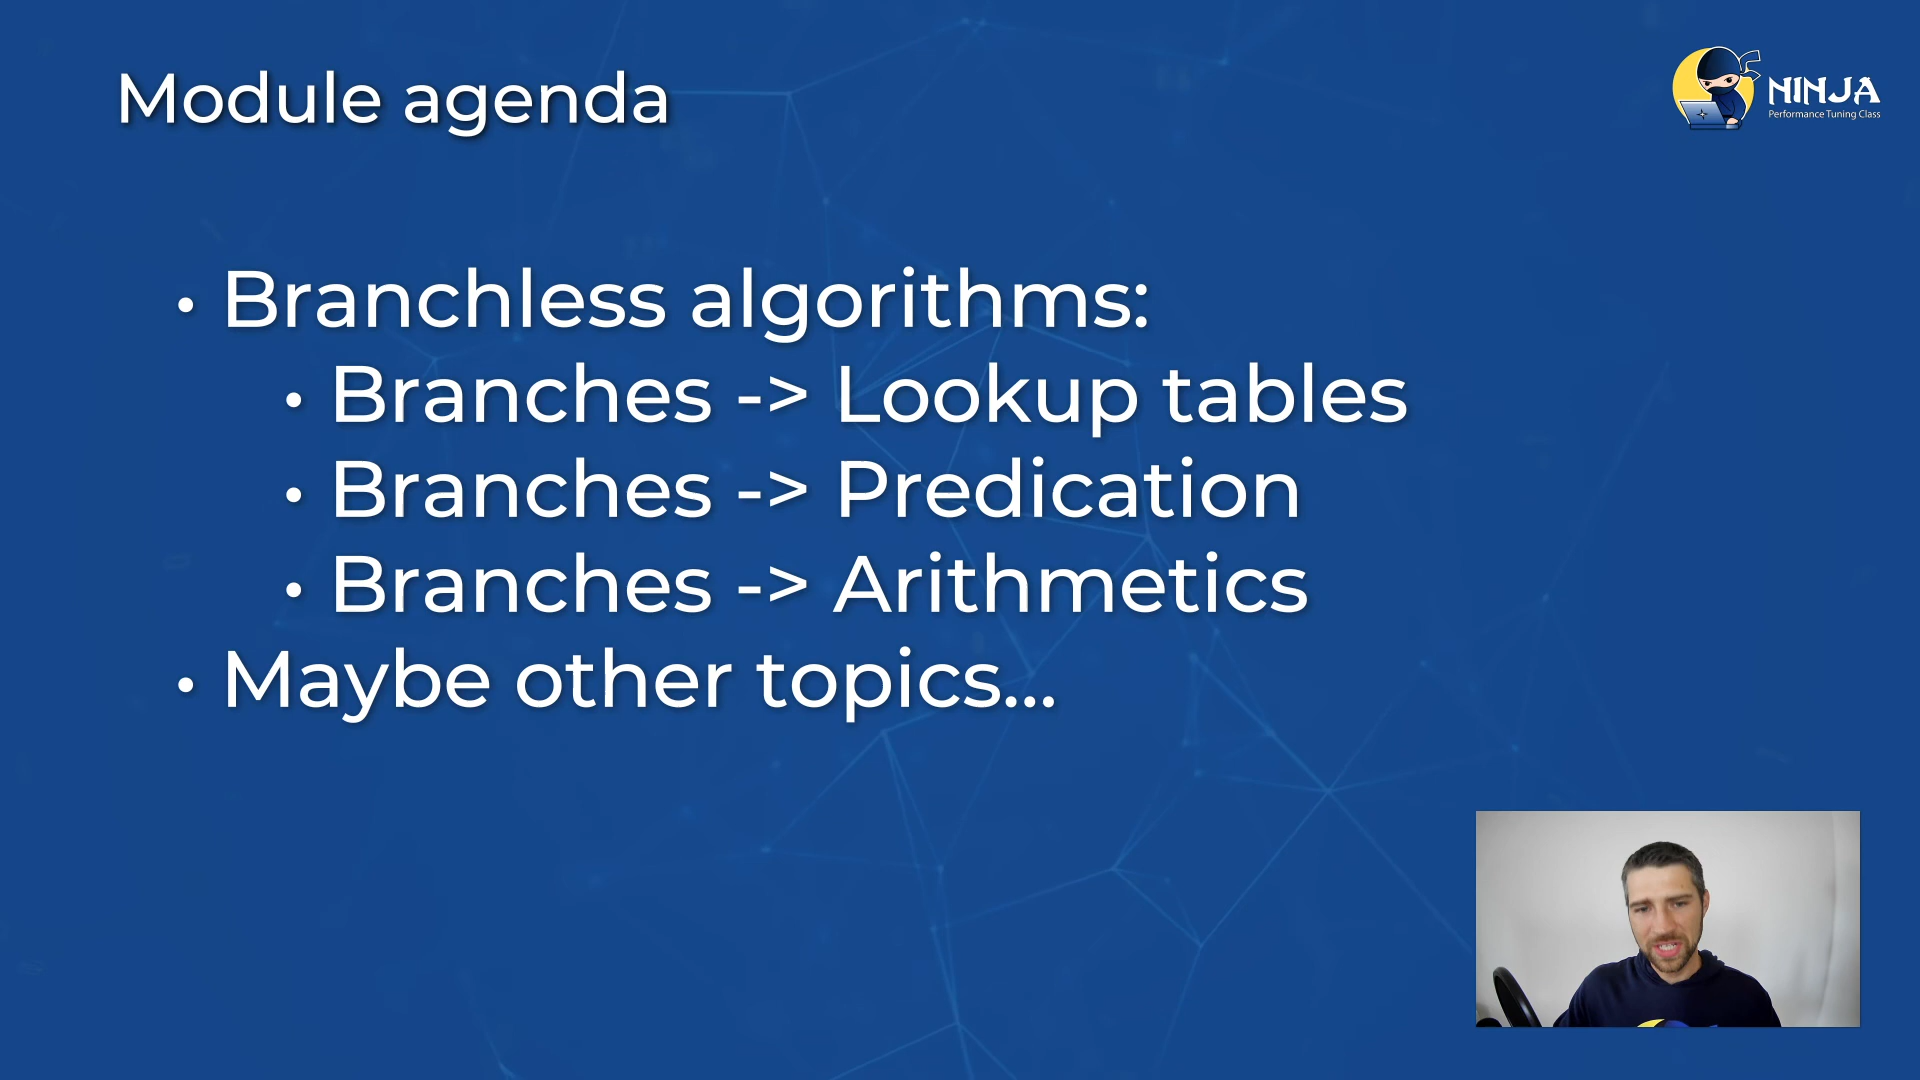 Module agenda
NINJA
Performance Tuning Class
• Branchless algorithms:
• Branches -> Lookup tables
• Branches -> Predication
• Branches -> Arithmetics
• Maybe other topics...